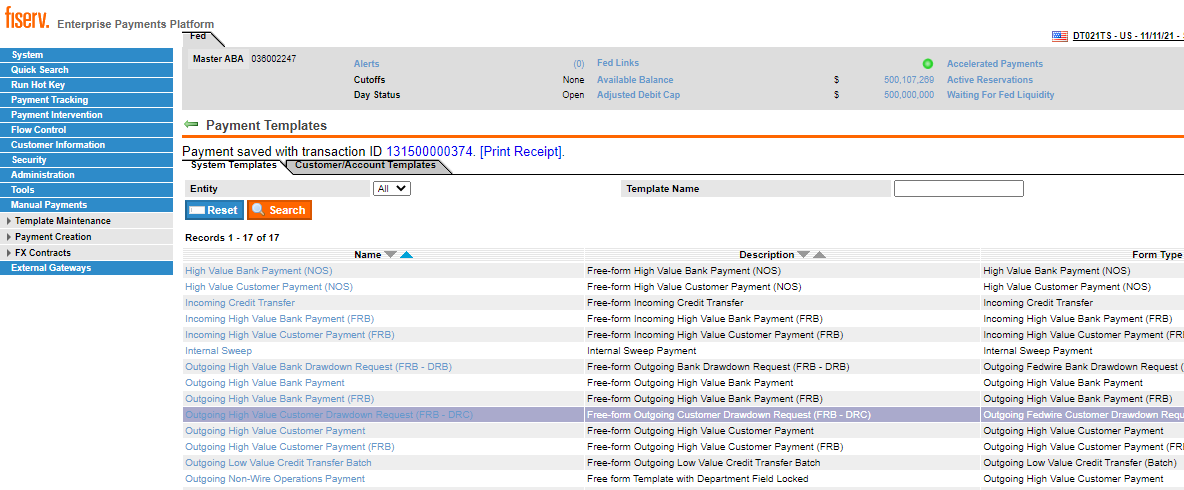 fiserv. Enterprise Payments Platform
Fed
DT021TS - US - 11/11/21 -
Master ABA 036002247
Alerts (0) Fed Links Accelerated Payments
Cutoffs None Available Balance $ 500,107,269 Active Reservations
Day Status Open Adjusted Debit Cap $ 500,000,000 Waiting For Fed Liquidity
System
Quick Search
Run Hot Key
Payment Tracking
Payment Intervention
Flow Control
Customer Information
Security
Administration
Tools
Manual Payments
Template Maintenance
Payment Creation
FX Contracts
External Gateways
Payment Templates
Payment saved with transaction ID 131500000374. [Print Receipt].
System Templates Customer/Account Templates
Entity All Template Name
Reset Search
Records 1 - 17 of 17
Name Description Form Type
High Value Bank Payment (NOS) Free-form High Value Bank Payment (NOS) High Value Bank Payment (NOS)
High Value Customer Payment (NOS) Free-form High Value Customer Payment (NOS) High Value Customer Payment (NOS)
Incoming Credit Transfer Free-form Incoming Credit Transfer Incoming Credit Transfer
Incoming High Value Bank Payment (FRB) Free-form Incoming High Value Bank Payment (FRB) Incoming High Value Bank Payment (FRB)
Incoming High Value Customer Payment (FRB) Free-form Incoming High Value Customer Payment (FRB) Incoming High Value Customer Payment (FR
Internal Sweep Internal Sweep Payment Internal Sweep Payment
Outgoing High Value Bank Drawdown Request (FRB - DRB) Free-form Outgoing Bank Drawdown Request (FRB - DRB) Outgoing Fedwire Bank Drawdown Request (
Outgoing High Value Bank Payment Free-form Outgoing High Value Bank Payment Outgoing High Value Bank Payment
Outgoing High Value Bank Payment (FRB) Free-form Outgoing High Value Bank Payment (FRB) Outgoing High Value Bank Payment (FRB)
Outgoing High Value Customer Drawdown Request (FRB - DRC) Free-form Outgoing Customer Drawdown Request (FRB - DRC) Outgoing Fedwire Customer Drawdown Requ
Outgoing High Value Customer Payment Free-form Outgoing High Value Customer Payment Outgoing High Value Customer Payment
Outgoing High Value Customer Payment (FRB) Free-form Outgoing High Value Customer Payment (FRB) Outgoing High Value Customer Payment (FRB
Outgoing Low Value Credit Transfer Batch Free-form Outgoing Low Value Credit Transfer Batch Outgoing Low Value Credit Transfer (Batch)
Outgoing Non-Wire Operations Payment Free form Template with Department Field Locked Outgoing High Value Customer Payment